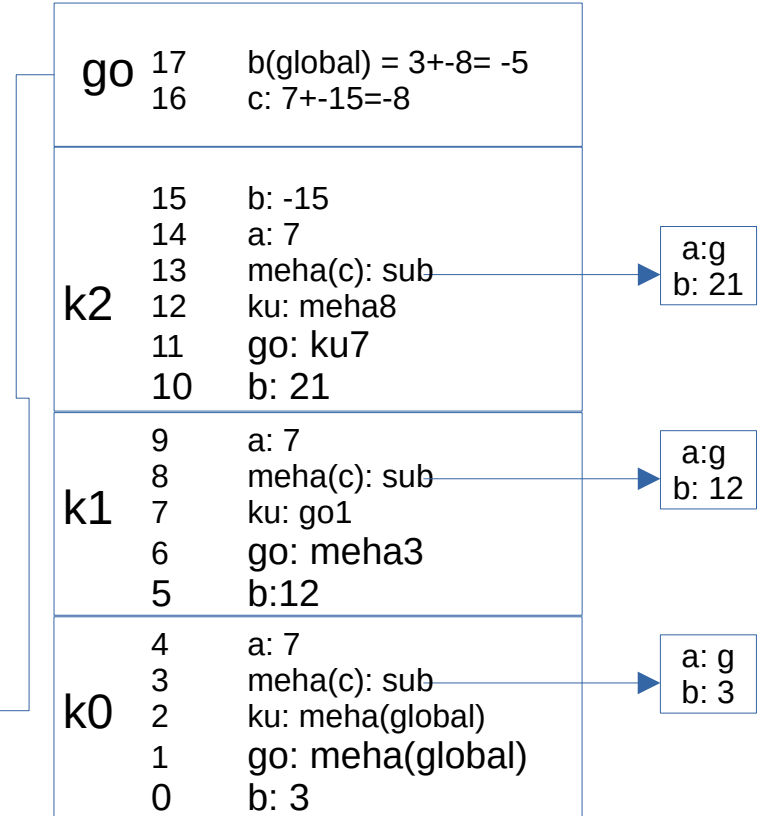 go 17 b(global) = 3+-8= -5
16 c: 7+-15=-8
15 b: -15
14 a: 7
13 meha(c): sub
a:g
b: 21
k2 12 ku: meha8
11 go: ku7
10 b: 21
9 a: 7
8 meha(c): sub
a:g
b: 12
k1 7 ku: go1
6 go: meha3
5 b:12
4 a: 7
3 meha(c): sub
a: g
b: 3
k0 2 ku: meha(global)
1 go: meha(global)
0 b: 3